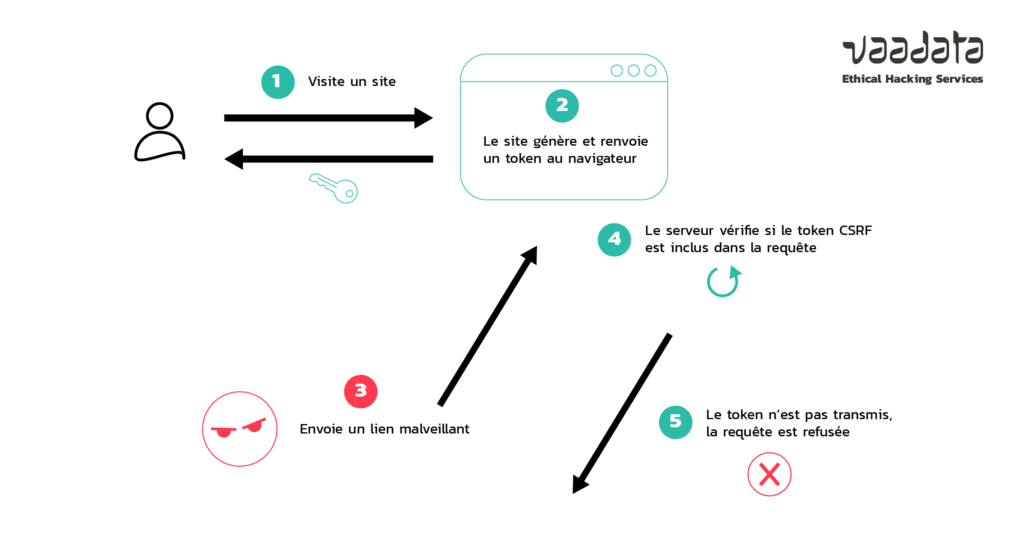 vaadata
Ethical Hacking Services
1
Visite un site
2
Le site génère et renvoie
un token au navigateur
4
Le serveur vérifie si le token CSRF
est inclus dans la requête
3
Envoie un lien malveillant
5
Le token n’est pas transmis,
la requête est refusée